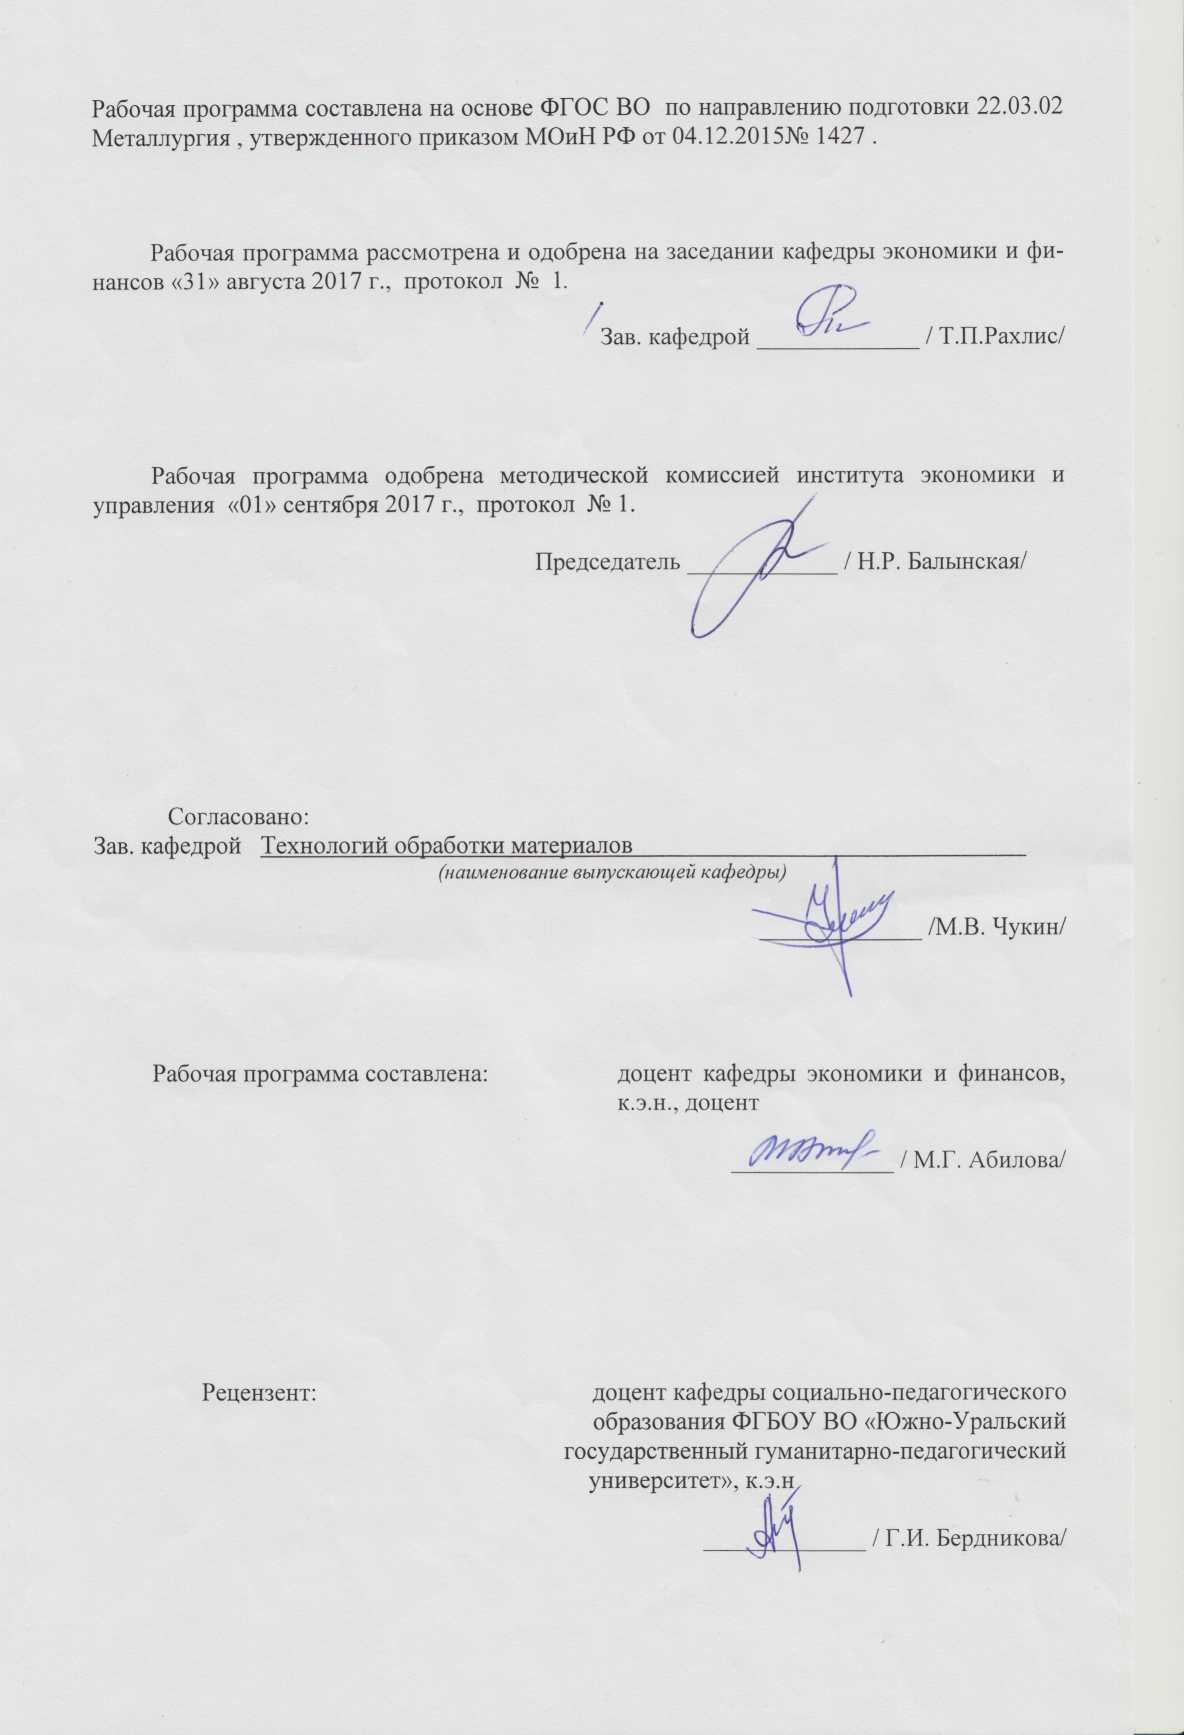 Рабочая программа составлена на основе ФГОС ВО по направлению подготовки 22.03.02
Металлургия , утвержденного приказом МОиН РФ от 04.12.2015№ 1427 .
Рабочая программа рассмотрена и одобрена на заседании кафедры экономики и фи-
нансов «31» августа 2017 г., протокол № 1.
Зав. кафедрой _____________ / Т.П.Рахлис/
Рабочая программа одобрена методической комиссией института экономики и
управления «01» сентября 2017 г., протокол № 1.
Председатель ____________ / Н.Р. Балынская/
Согласовано:
Зав. кафедрой Технологий обработки материалов
(наименование выпускающей кафедры)
_____________ /М.В. Чукин/
Рабочая программа составлена: доцент кафедры экономики и финансов,
к.э.н., доцент
_____________ / М.Г. Абилова/
Рецензент: доцент кафедры социально-педагогического
образования ФГБОУ ВО «Южно-Уральский
государственный гуманитарно-педагогический
университет», к.э.н
_____________ / Г.И. Бердникова/